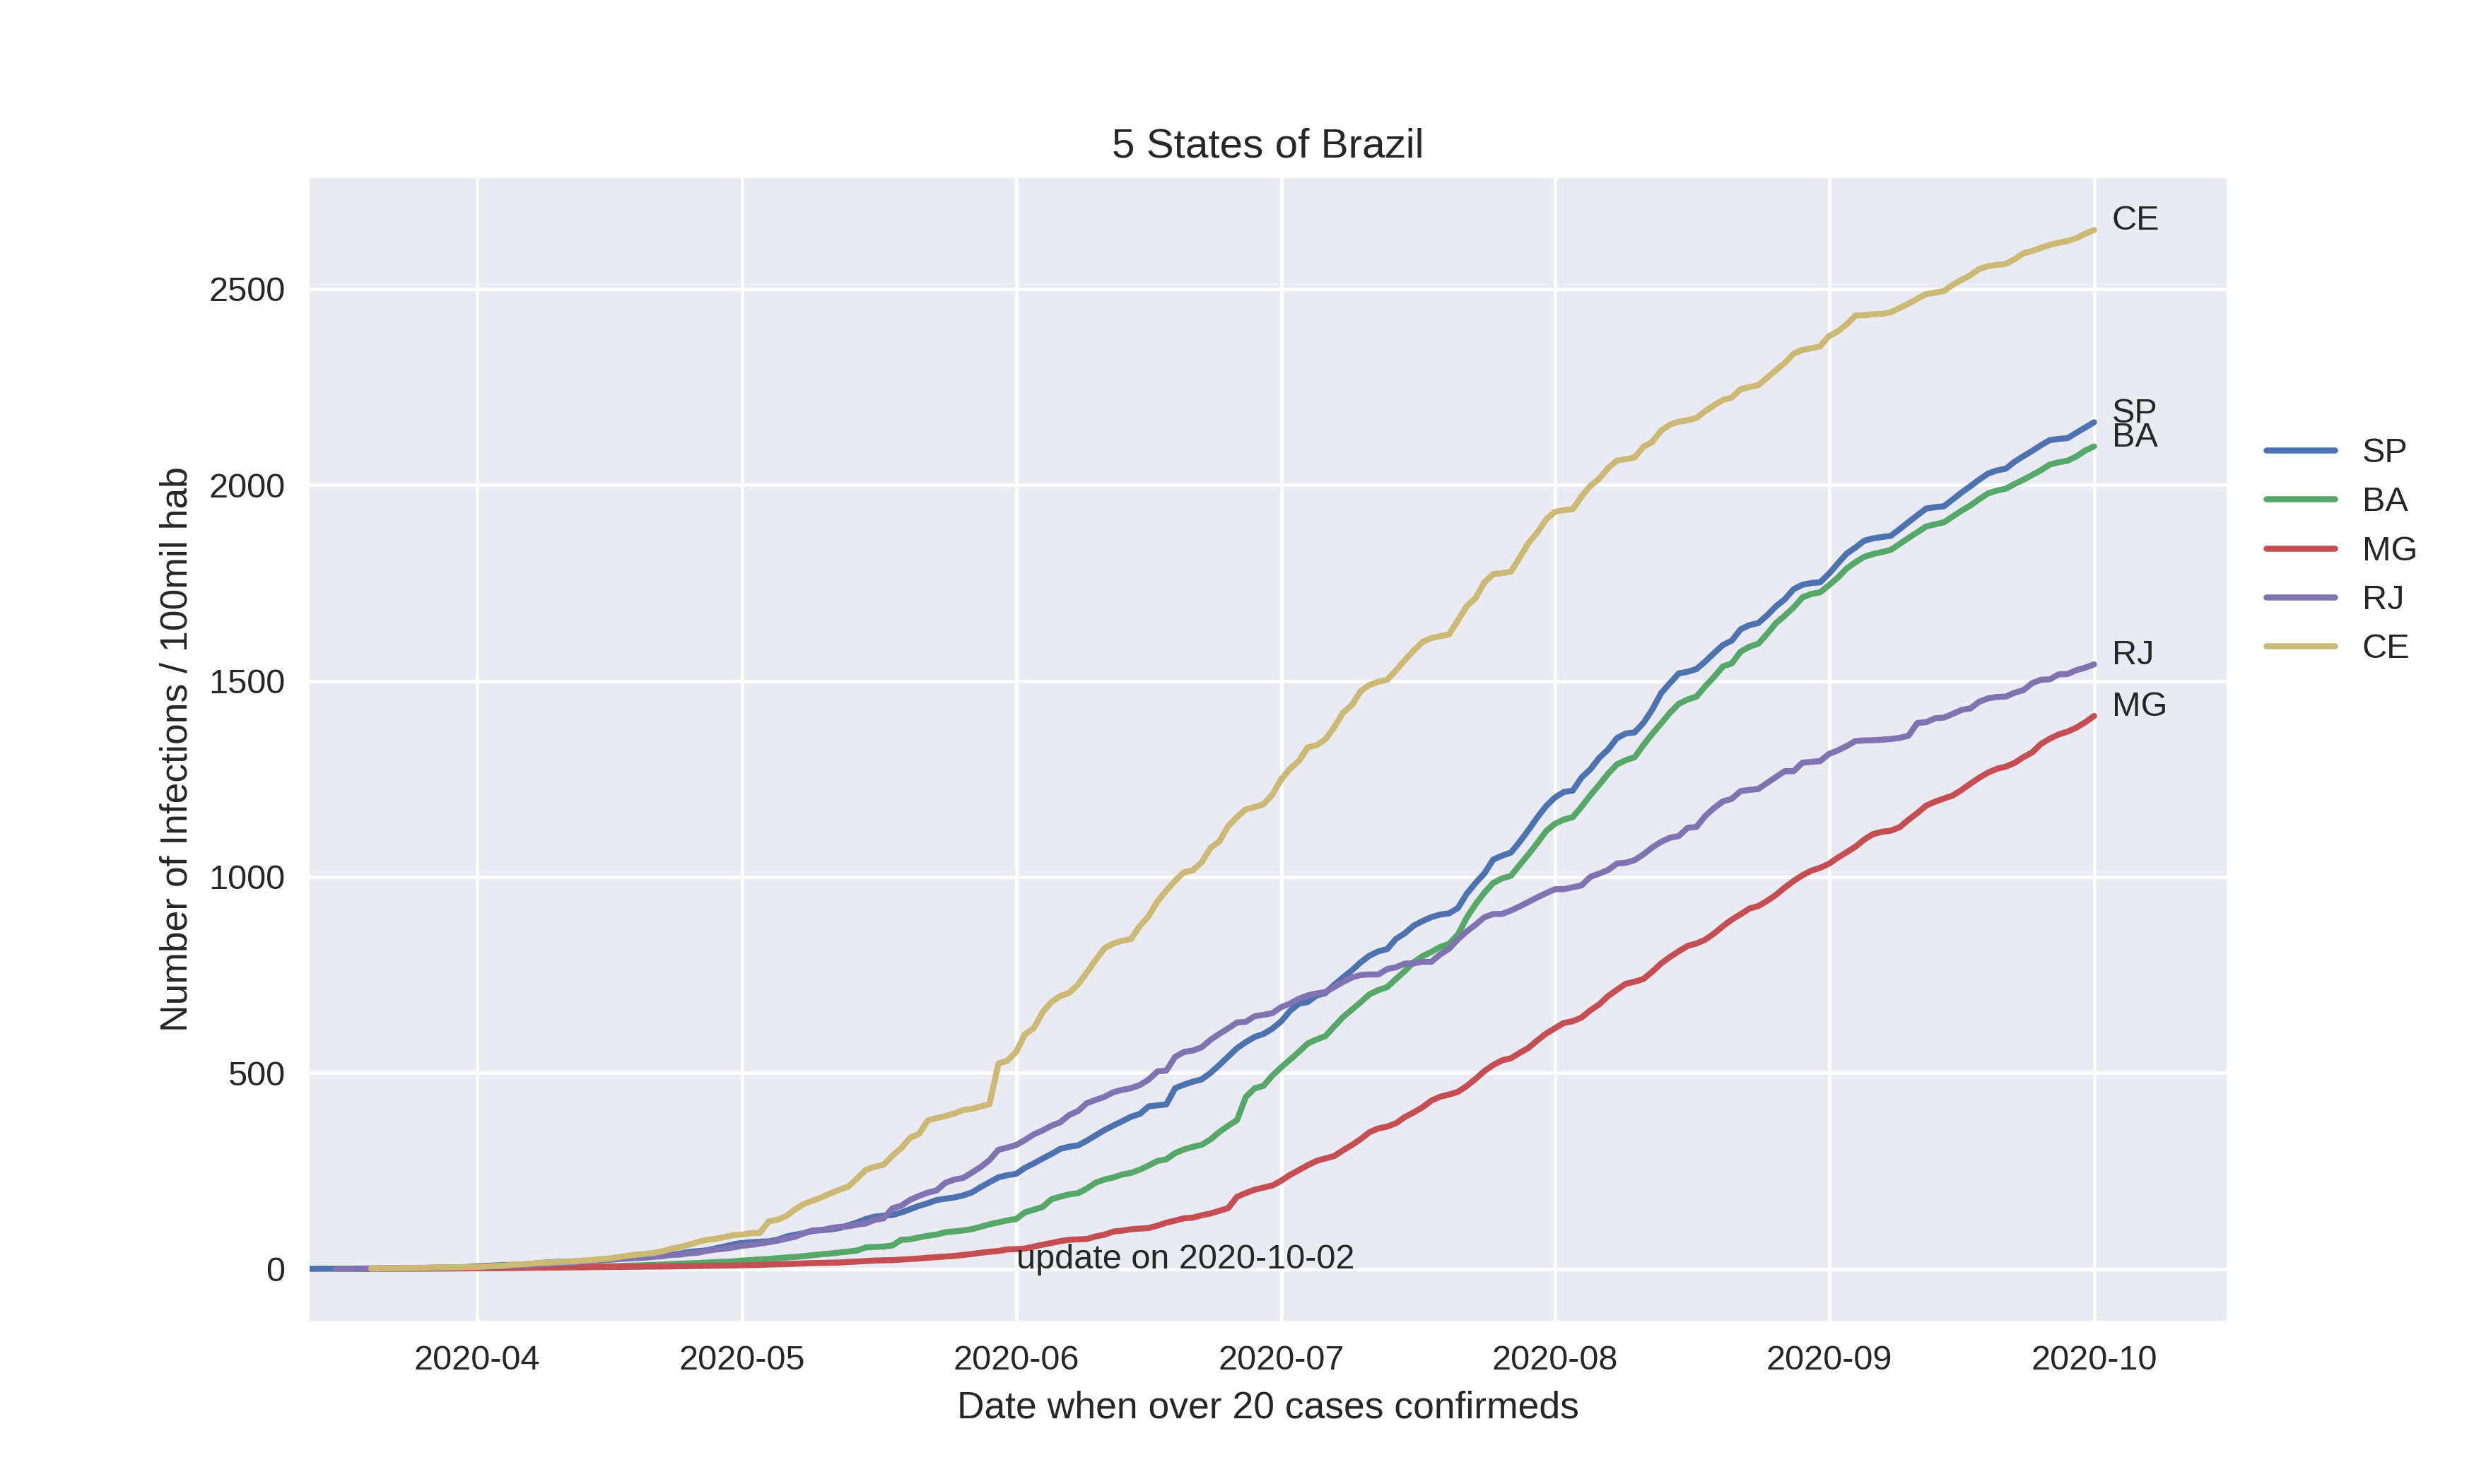 5 States of Brazil
CE
2500
SP
BA
2000
Number of Infections / 100mil hab
SP
BA
MG
RJ
CE
RJ
1500
MG
1000
500
update on 2020-10-02
0
2020-04 2020-05 2020-06 2020-07 2020-08 2020-09 2020-10
Date when over 20 cases confirmeds